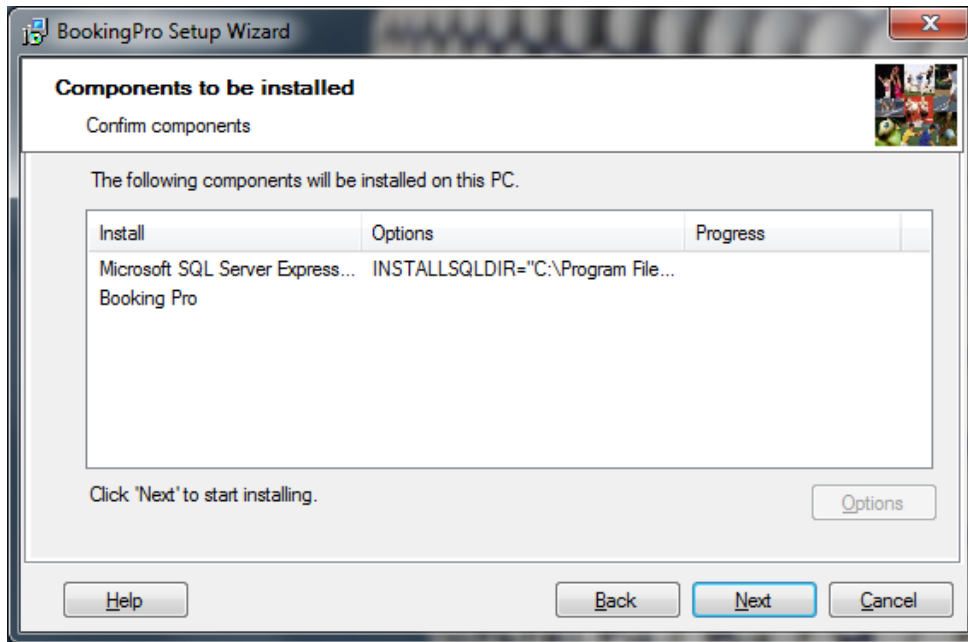 BookingPro Setup Wizard
Components to be installed
Confirm components
The following components will be installed on this PC.
Install Options Progress
Microsoft SQL Server Express... INSTALLSQLDIR="C:\Program File...
Booking Pro
Click 'Next' to start installing.
Options
Help Back Next Cancel